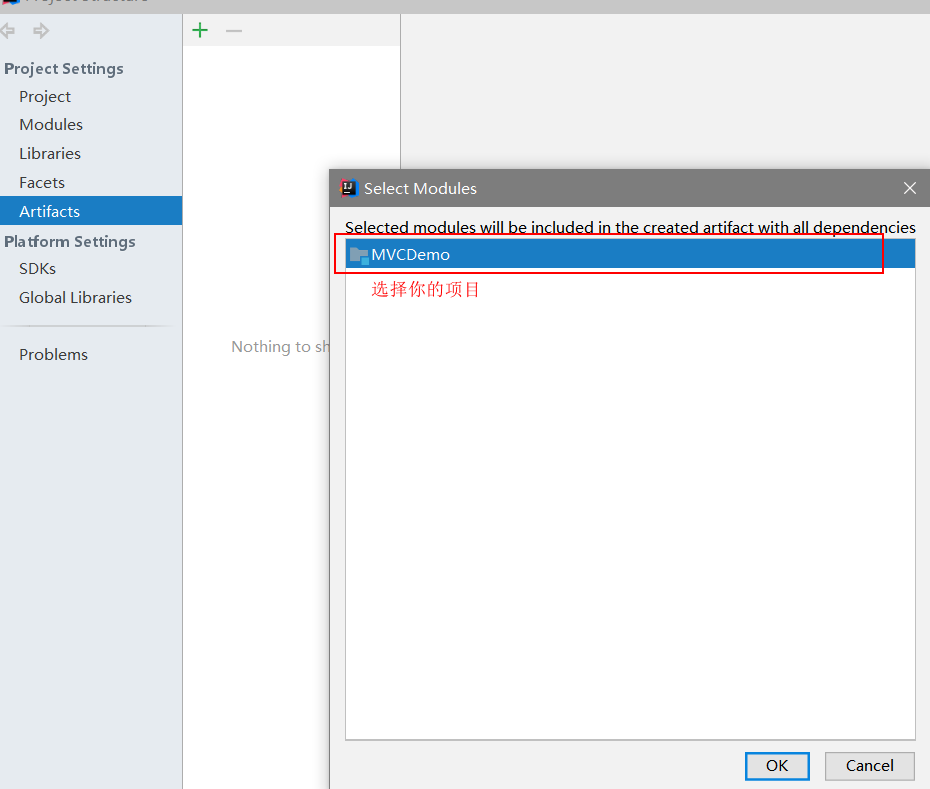 Project Settings
Project
Modules
Libraries
Facets
Artifacts
Platform Settings
SDKs
Global Libraries
Problems
Nothing to sh
Select Modules
Selected modules will be included in the created artifact with all dependencies
MVCDemo
选择你的项目
OK
Cancel